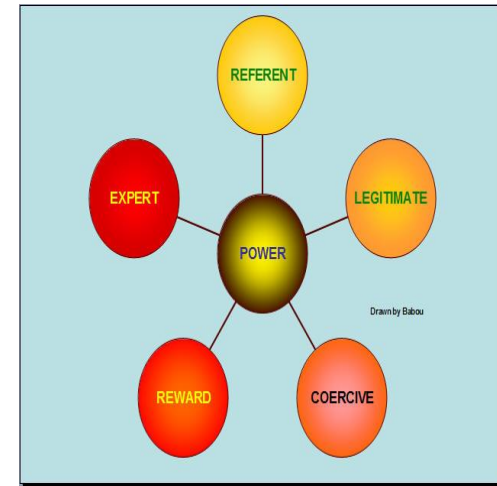 REFERENT
EXPERT
LEGITIMATE
POWER
Drawn by Babou
REWARD
COERCIVE